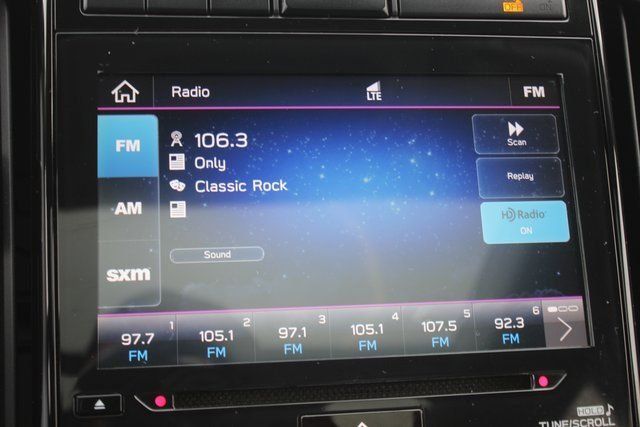 OFF ON
Radio LTE FM
FM
106.3
Scan
Only
Replay
Classic Rock
AM
HD Radio
ON
Sound
sxm
1 2 3 4 5 6
97.7 105.1 97.1 105.1 107.5 92.3
FM FM FM FM FM FM
HOLD
TUNE/SCROLL